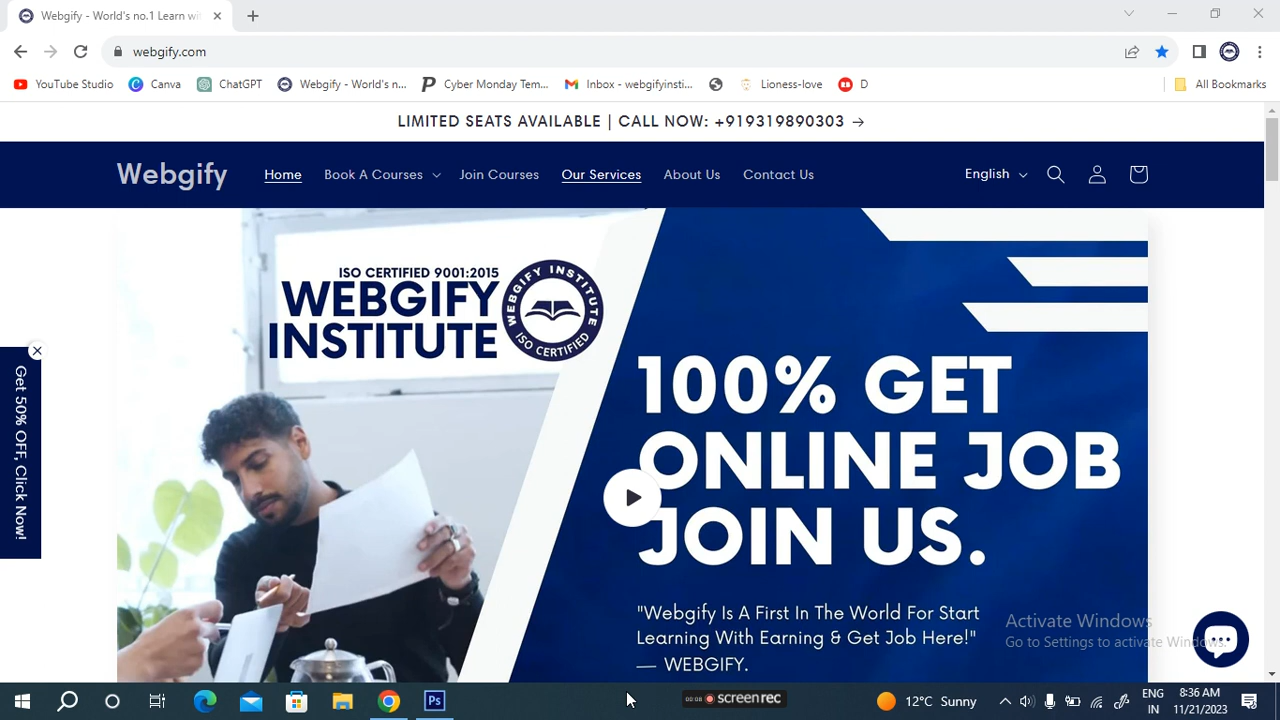 Webgify - World's no.1 Learn wi
webgify.com
YouTube Studio
Canva
ChatGPT
Webgify - World's n...
Cyber Monday Tem...
Inbox - webgifyinsti...
Lioness-love
D
All Bookmarks
LIMITED SEATS AVAILABLE | CALL NOW: +919319890303 →
Webgify
Home
Book A Courses
Join Courses
Our Services
About Us
Contact Us
English
ISO CERTIFIED 9001:2015
WEBGIFY
INSTITUTE
WEBGIFY INSTITUTE
ISO CERTIFIED
100% GET
ONLINE JOB
JOIN US.
"Webgify Is A First In The World For Start
Learning With Earning & Get Job Here!"
— WEBGIFY.
Get 50% OFF, Click Now!
Activate Windows
Go to Settings to activate Windows.
Ps
00:08 screen rec
12°C Sunny
ENG
IN
8:36 AM
11/21/2023